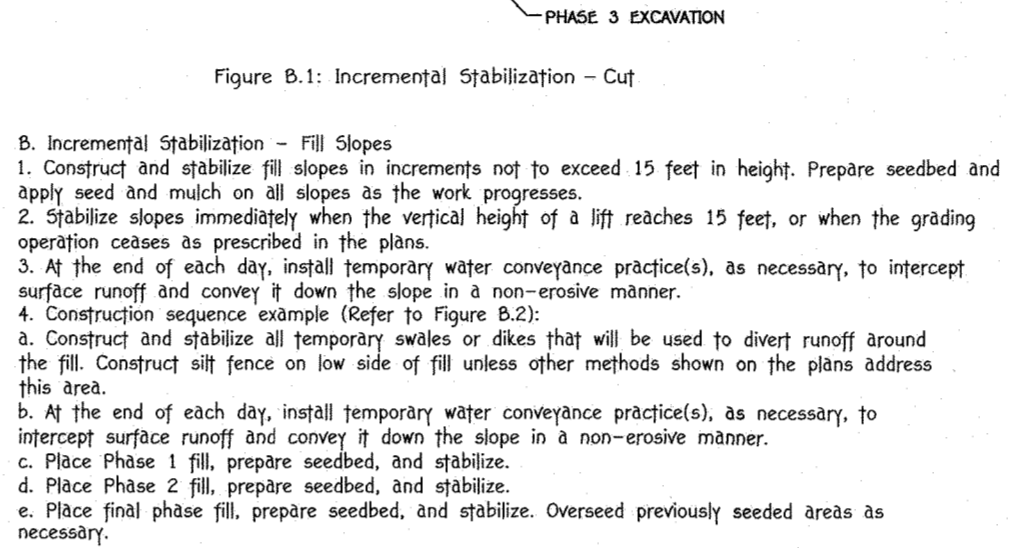 PHASE 3 EXCAVATION
Figure B.1: Incremental Stabilization - Cut
B. Incremental Stabilization - Fill Slopes
1. Construct and stabilize fill slopes in increments not to exceed 15 feet in height. Prepare seedbed and
apply seed and mulch on all slopes as the work progresses.
2. Stabilize slopes immediately when the vertical height of a lift reaches 15 feet, or when the grading
operation ceases as prescribed in the plans.
3. At the end of each day, install temporary water conveyance practice(s), as necessary, to intercept
surface runoff and convey it down the slope in a non-erosive manner.
4. Construction sequence example (Refer to Figure B.2):
a. Construct and stabilize all temporary swales or dikes that will be used to divert runoff around
the fill. Construct silt fence on low side of fill unless other methods shown on the plans address
this area.
b. At the end of each day, install temporary water conveyance practice(s), as necessary, to
intercept surface runoff and convey it down the slope in a non-erosive manner.
c. Place Phase 1 fill, prepare seedbed, and stabilize.
d. Place Phase 2 fill, prepare seedbed, and stabilize.
e. Place final phase fill, prepare seedbed, and stabilize. Overseed previously seeded areas as
necessary.